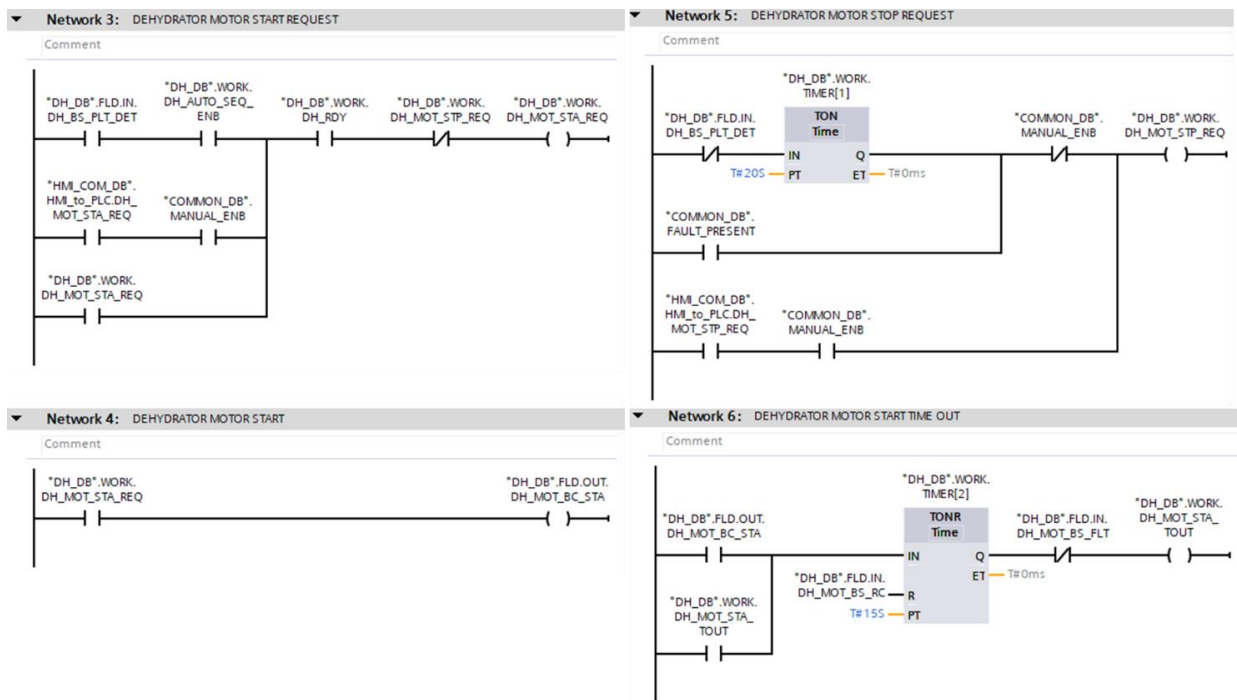 Network 3: DEHYDRATOR MOTOR START REQUEST
Comment
"DH_DB".FLD.IN.
DH_BS_PLT_DET
"DH_DB".WORK.
DH_AUTO_SEQ_
ENB
"DH_DB".WORK.
DH_RDY
"DH_DB".WORK.
DH_MOT_STP_REQ
"DH_DB".WORK.
DH_MOT_STA_REQ
"HMI_COM_DB".
HMI_to_PLC.DH_
MOT_STA_REQ
"COMMON_DB".
MANUAL_ENB
"DH_DB".WORK.
DH_MOT_STA_REQ
Network 5: DEHYDRATOR MOTOR STOP REQUEST
Comment
"DH_DB".WORK.
TIMER[1]
"DH_DB".FLD.IN.
DH_BS_PLT_DET
TON
Time
IN
Q
T#20S
PT
ET
T#0ms
"COMMON_DB".
MANUAL_ENB
"DH_DB".WORK.
DH_MOT_STP_REQ
"COMMON_DB".
FAULT_PRESENT
"HMI_COM_DB".
HMI_to_PLC.DH_
MOT_STP_REQ
"COMMON_DB".
MANUAL_ENB
Network 4: DEHYDRATOR MOTOR START
Comment
"DH_DB".WORK.
DH_MOT_STA_REQ
"DH_DB".FLD.OUT.
DH_MOT_BC_STA
Network 6: DEHYDRATOR MOTOR START TIME OUT
Comment
"DH_DB".WORK.
TIMER[2]
"DH_DB".FLD.OUT.
DH_MOT_BC_STA
TONR
Time
IN
Q
ET
T#0ms
"DH_DB".FLD.IN.
DH_MOT_BS_RC
R
T#15S
PT
"DH_DB".FLD.IN.
DH_MOT_BS_FLT
"DH_DB".WORK.
DH_MOT_STA_
TOUT
"DH_DB".WORK.
DH_MOT_STA_
TOUT